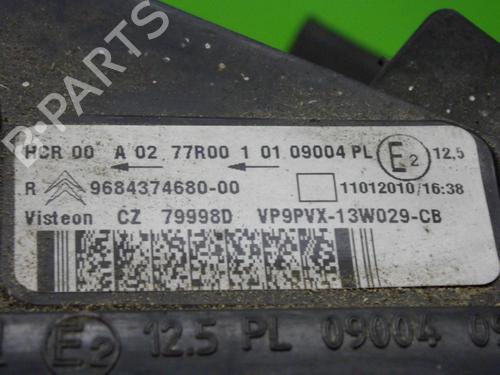 HCR 00 A 02 77R00 1 01 09004 PL E2 12,5
R 9684374680-00 11012010/16:38
Visteon CZ 79998D VP9PVX-13W029-CB
E2 12.5 PL 09004
B-PARTS